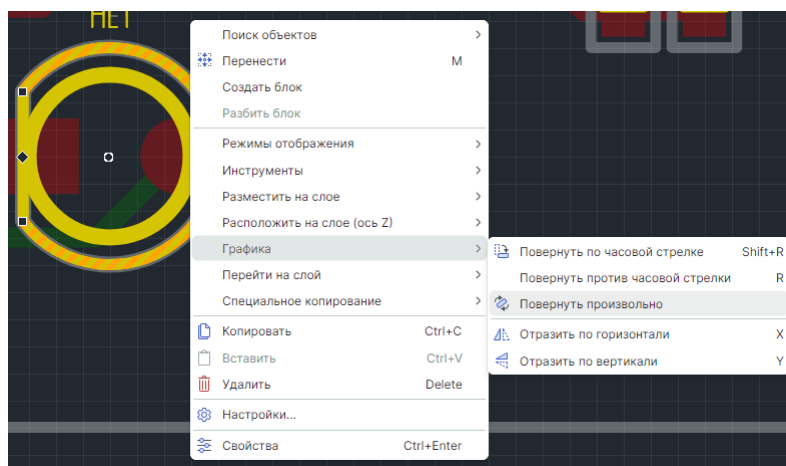 НЕТ
Поиск объектов
Перенести M
Создать блок
Разбить блок
Режимы отображения
Инструменты
Разместить на слое
Расположить на слое (ось Z)
Графика
Перейти на слой
Специальное копирование
Копировать Ctrl+C
Вставить Ctrl+V
Удалить Delete
Настройки...
Свойства Ctrl+Enter
Повернуть по часовой стрелке Shift+R
Повернуть против часовой стрелки R
Повернуть произвольно
Отразить по горизонтали X
Отразить по вертикали Y